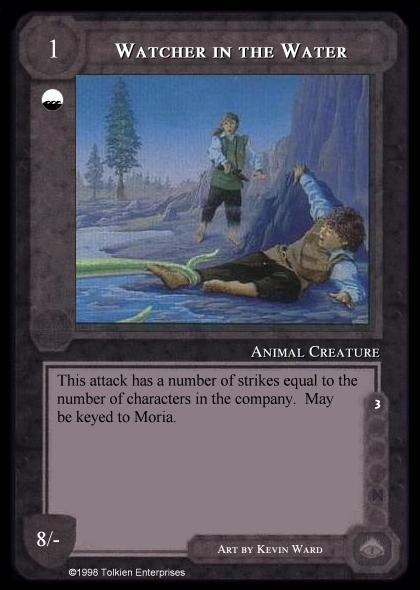 1
WATCHER IN THE WATER
ANIMAL CREATURE
This attack has a number of strikes equal to the
number of characters in the company.  May
be keyed to Moria.
3
8/-
ART BY KEVIN WARD
©1998 Tolkien Enterprises